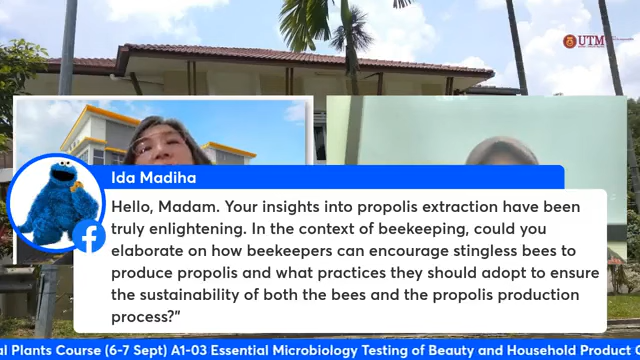 UTM
Ida Madiha
Hello, Madam. Your insights into propolis extraction have been
truly enlightening. In the context of beekeeping, could you
elaborate on how beekeepers can encourage stingless bees to
produce propolis and what practices they should adopt to ensure
the sustainability of both the bees and the propolis production
process?"
al Plants Course (6-7 Sept) A1-03 Essential Microbiology Testing of Beauty and Household Product C